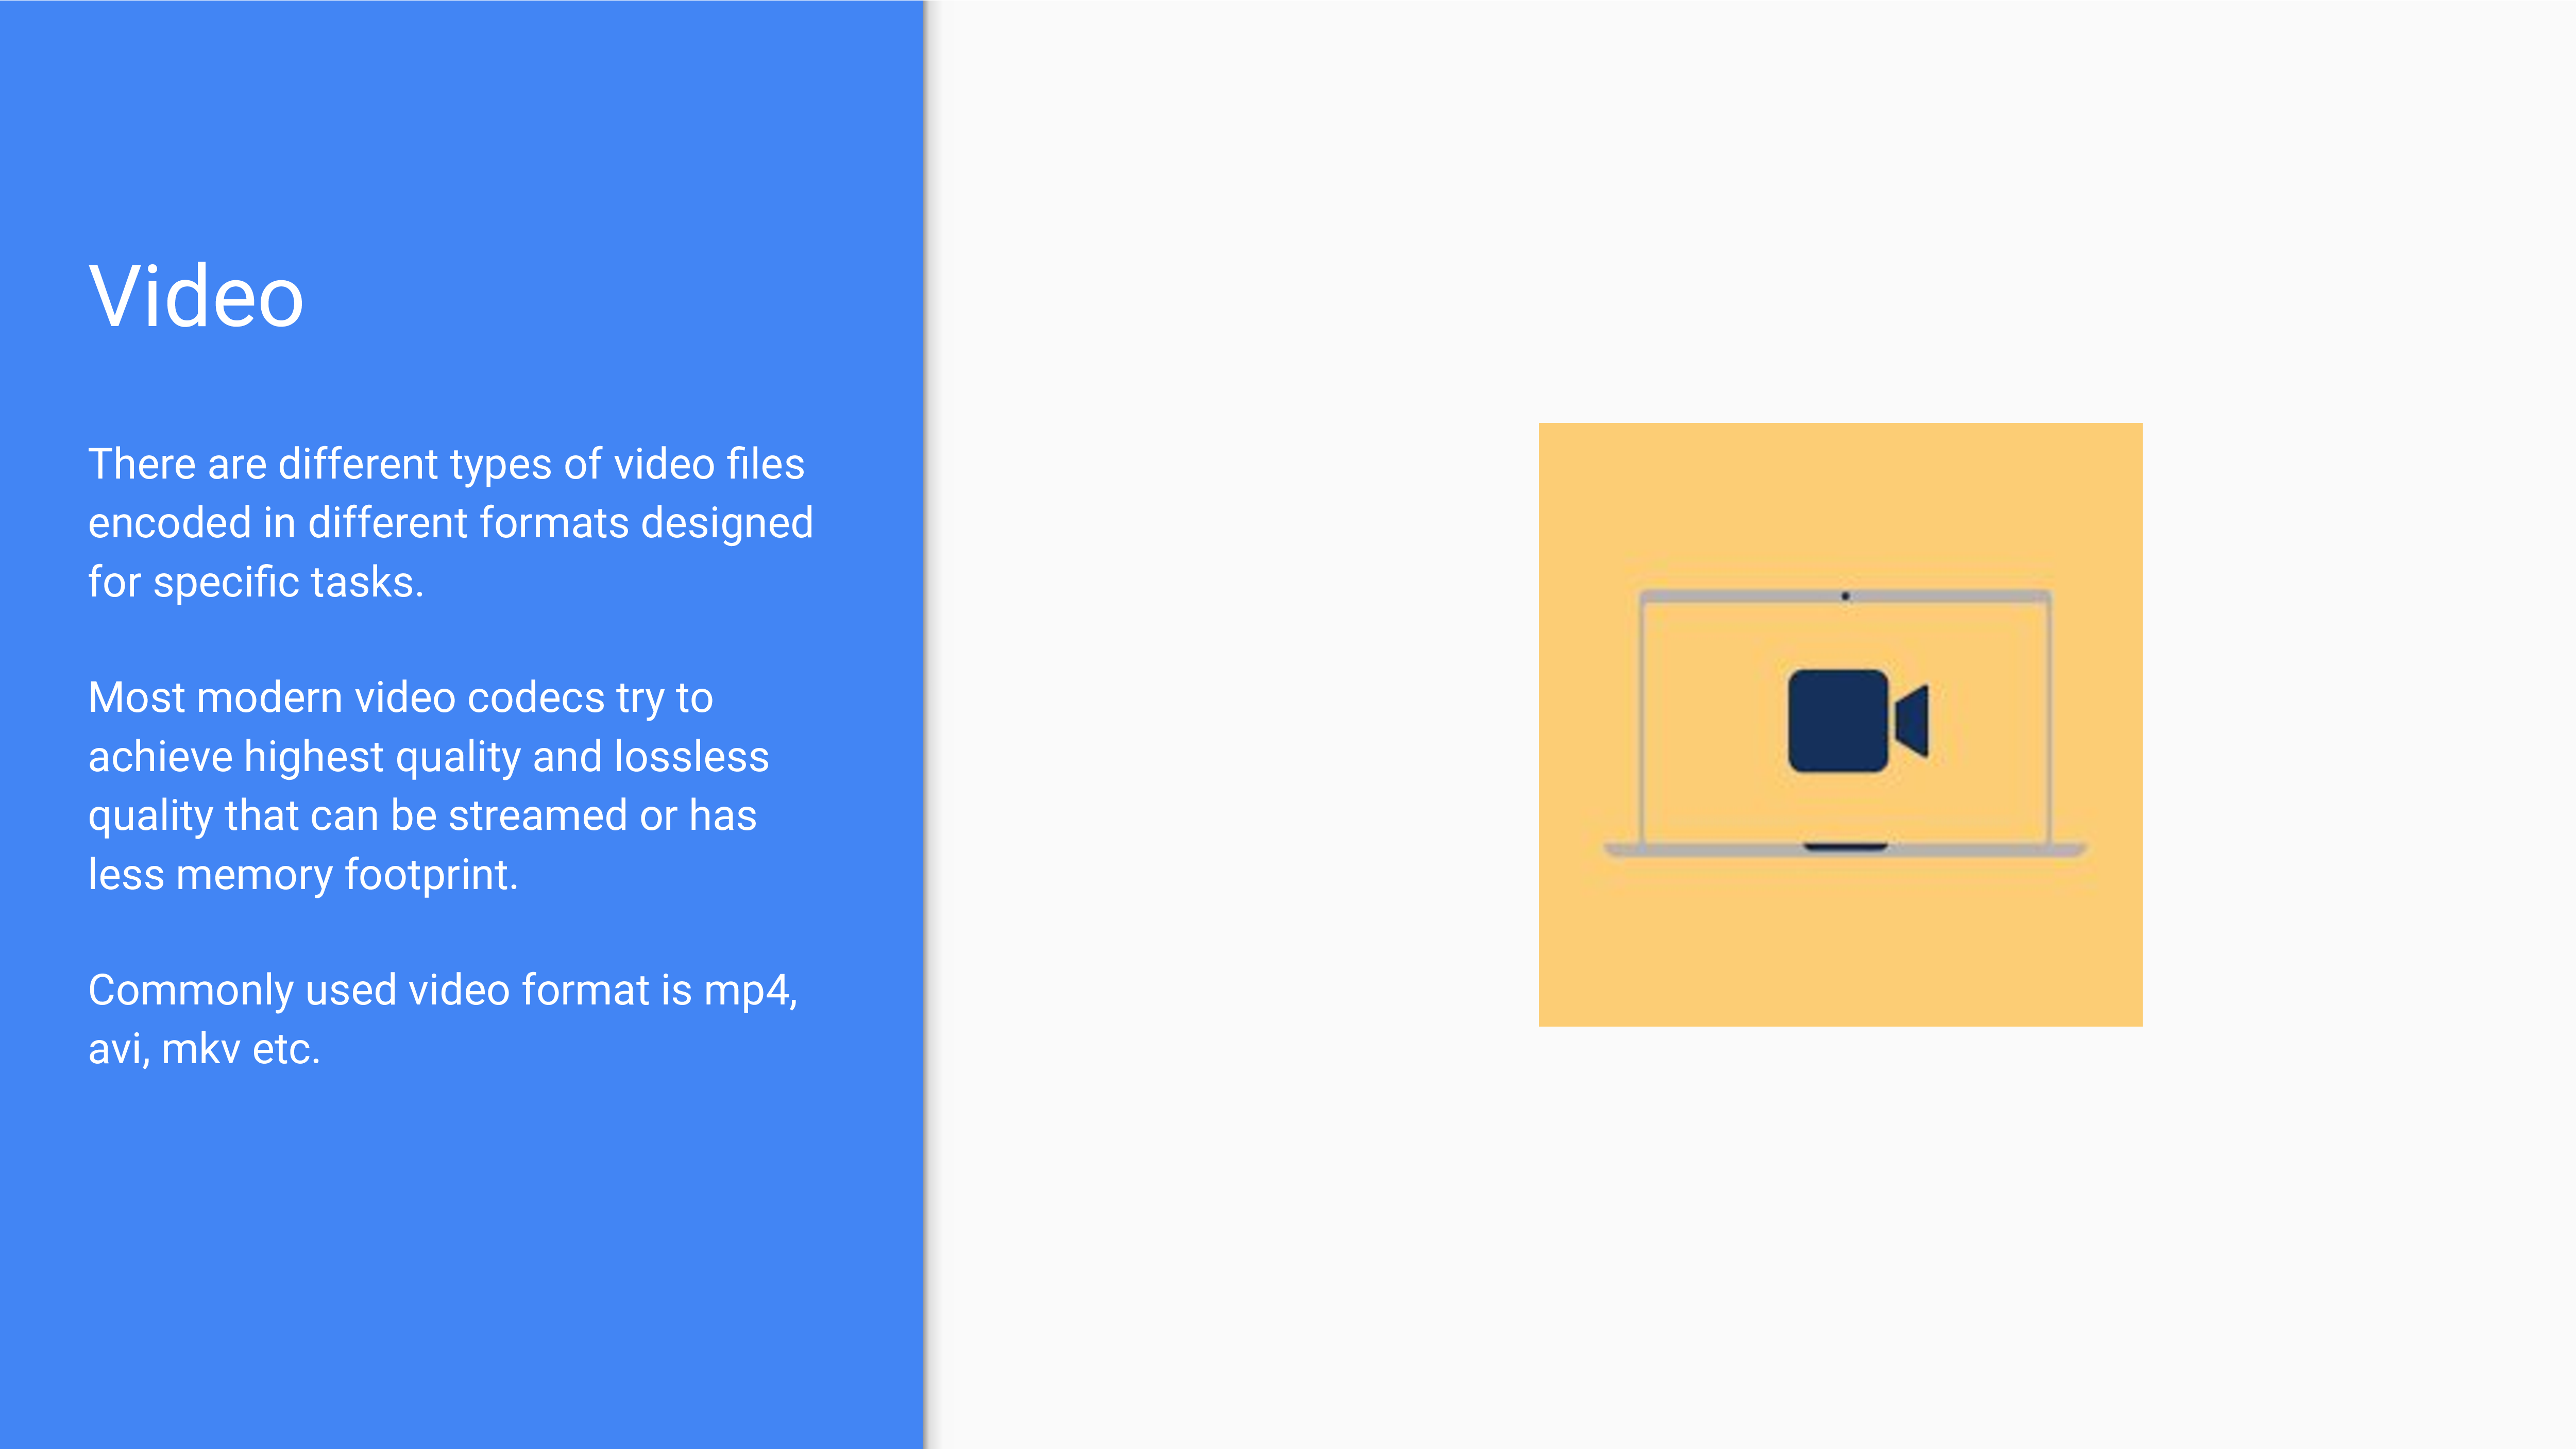 Video
There are different types of video files
encoded in different formats designed
for specific tasks.
Most modern video codecs try to
achieve highest quality and lossless
quality that can be streamed or has
less memory footprint.
Commonly used video format is mp4,
avi, mkv etc.